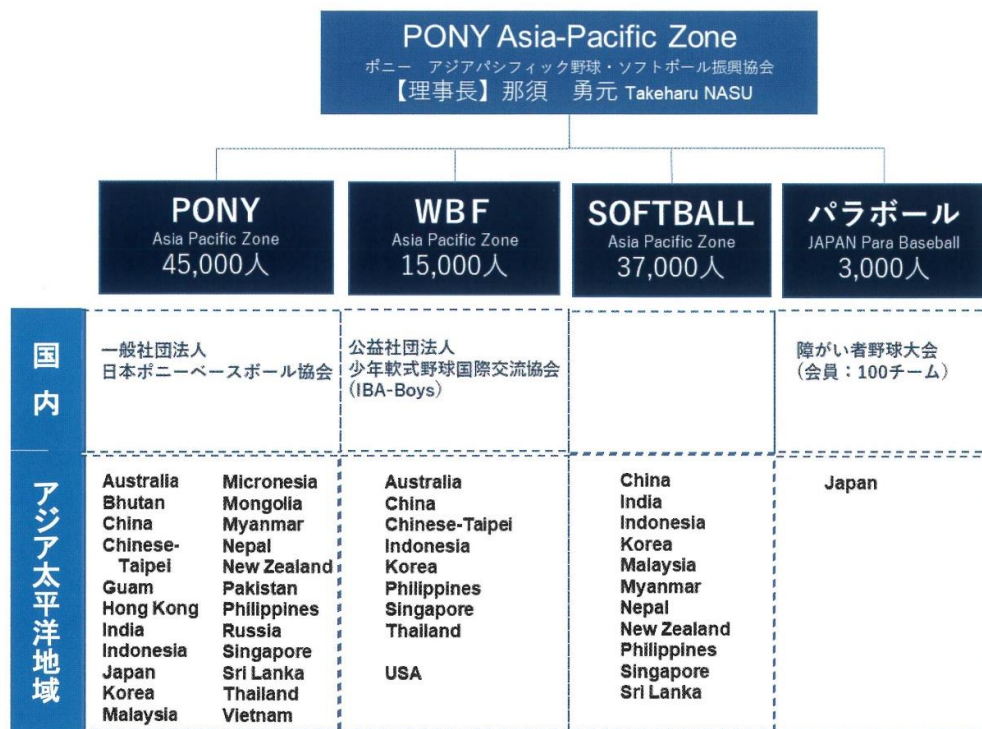 PONY Asia-Pacific Zone
ポニー アジアパシフィック野球・ソフトボール振興協会
【理事長】那須 勇元 Takeharu NASU
PONY
Asia Pacific Zone
45,000人
WBF
Asia Pacific Zone
15,000人
SOFTBALL
Asia Pacific Zone
37,000人
パラボール
JAPAN Para Baseball
3,000人
国内
一般社団法人
日本ポニーベースボール協会
公益社団法人
少年軟式野球国際交流協会
(IBA-Boys)
障がい者野球大会
(会員：100チーム)
アジア太平洋地域
Australia
Bhutan
China
Chinese-
Taipei
Guam
Hong Kong
India
Indonesia
Japan
Korea
Malaysia
Micronesia
Mongolia
Myanmar
Nepal
New Zealand
Pakistan
Philippines
Russia
Singapore
Sri Lanka
Thailand
Vietnam
Australia
China
Chinese-Taipei
Indonesia
Korea
Philippines
Singapore
Thailand
USA
China
India
Indonesia
Korea
Malaysia
Myanmar
Nepal
New Zealand
Philippines
Singapore
Sri Lanka
Japan